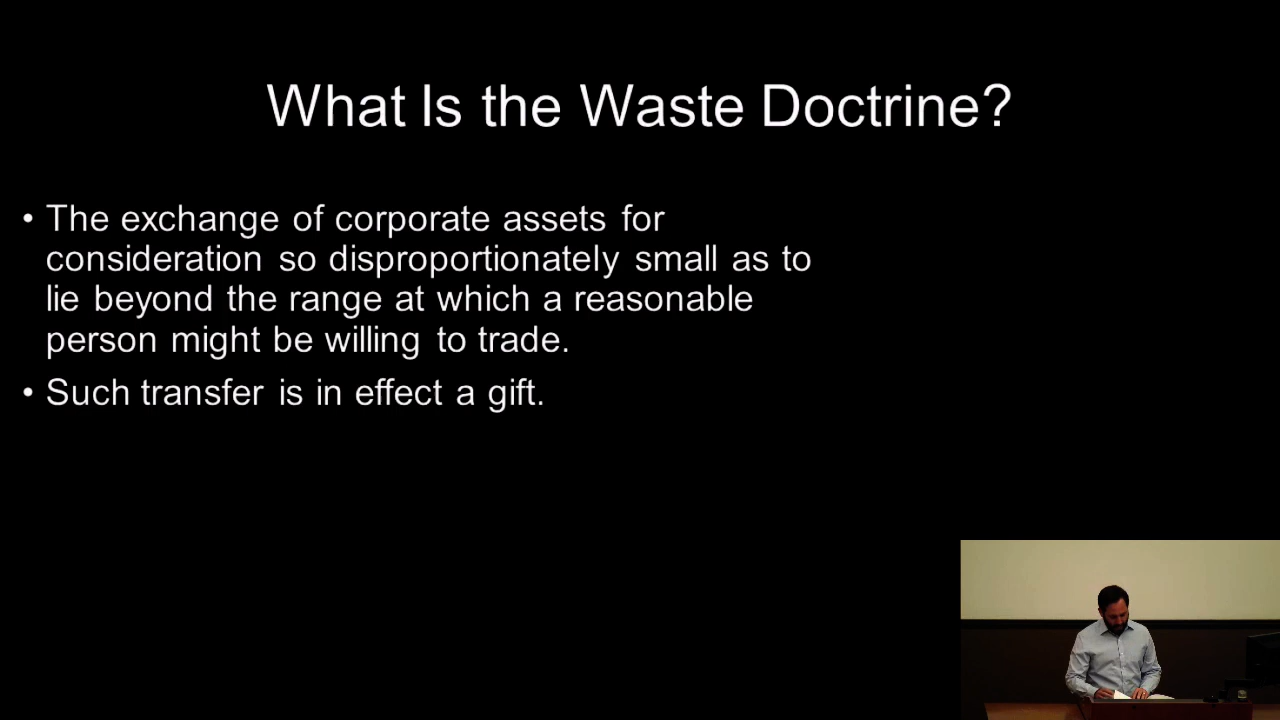 What Is the Waste Doctrine?
• The exchange of corporate assets for
consideration so disproportionately small as to
lie beyond the range at which a reasonable
person might be willing to trade.
• Such transfer is in effect a gift.